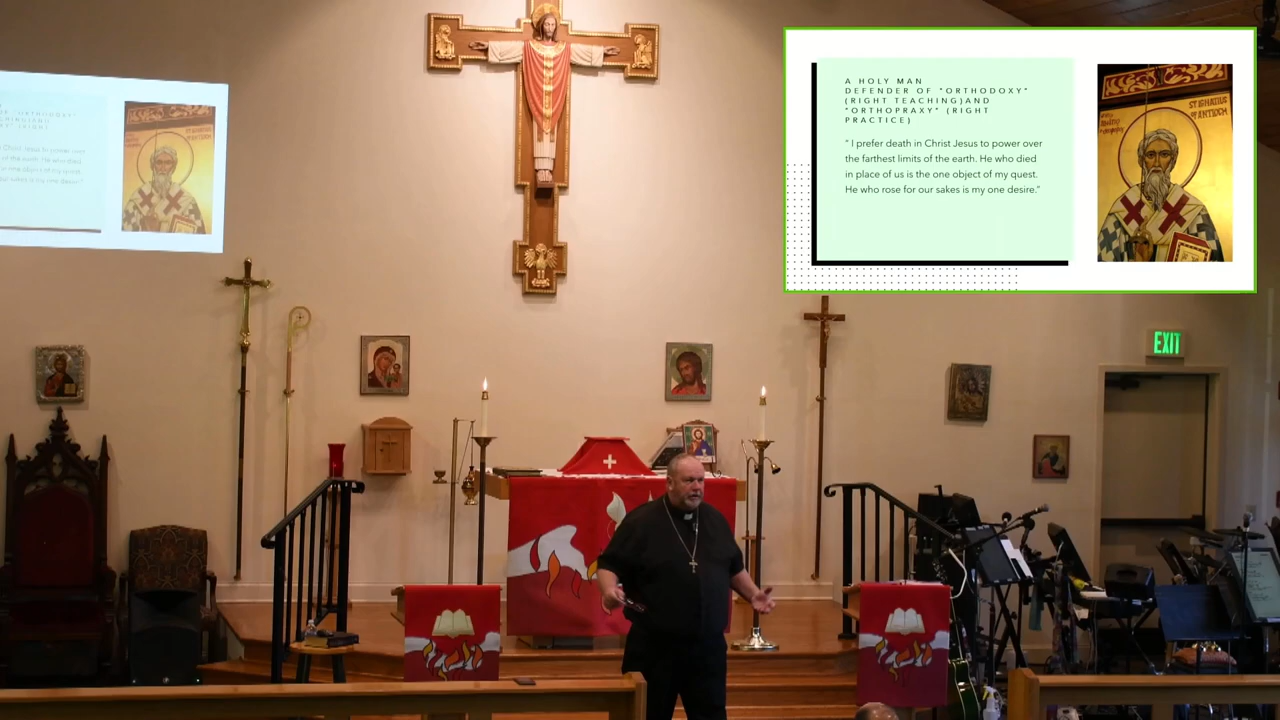 A HOLY MAN
DEFENDER OF "ORTHODOXY"
(RIGHT TEACHING)AND
"ORTHOPRAXY" (RIGHT
PRACTICE)
" I prefer death in Christ Jesus to power over
the farthest limits of the earth. He who died
in place of us is the one object of my quest.
He who rose for our sakes is my one desire."
ST. IGNATIUS
OF ANTIOCH
EXIT